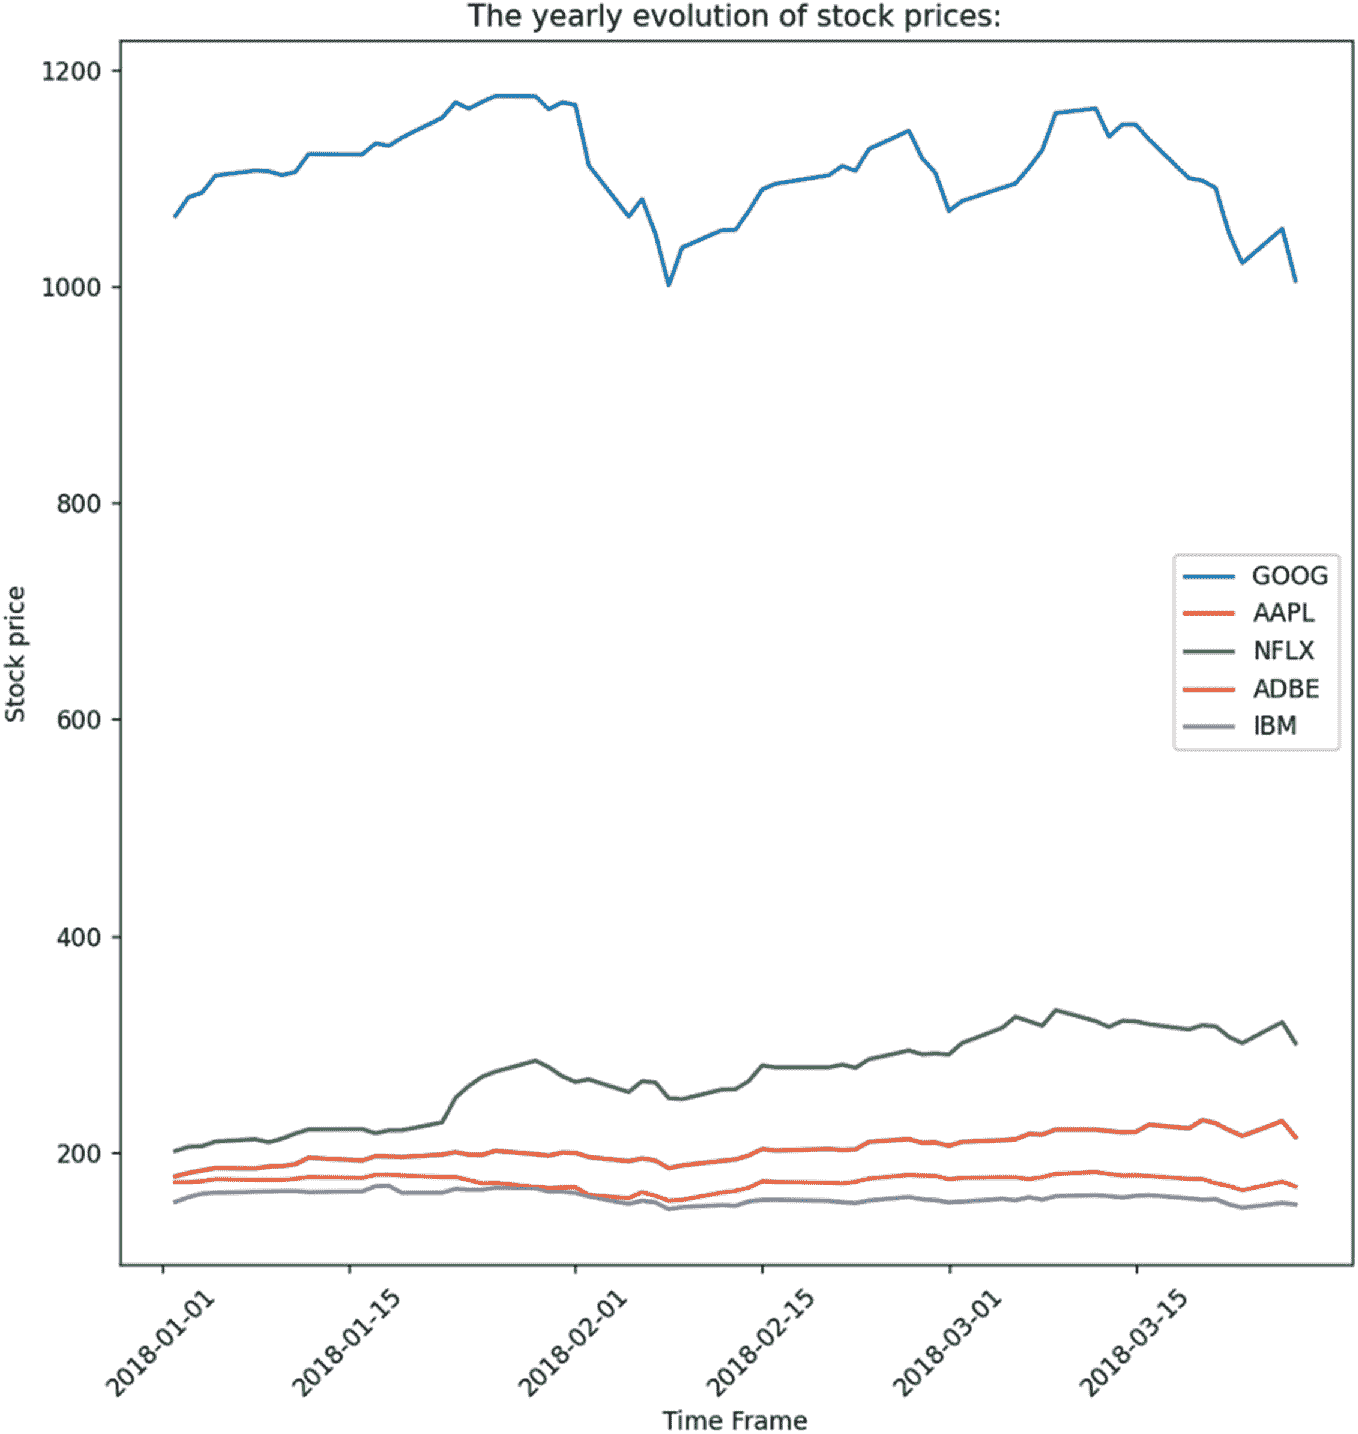 The yearly evolution of stock prices:
1200
1000
800
600
400
200
Stock price
GOOG
AAPL
NFLX
ADBE
IBM
2018-01-01
2018-01-15
2018-02-01
2018-02-15
2018-03-01
2018-03-15
Time Frame